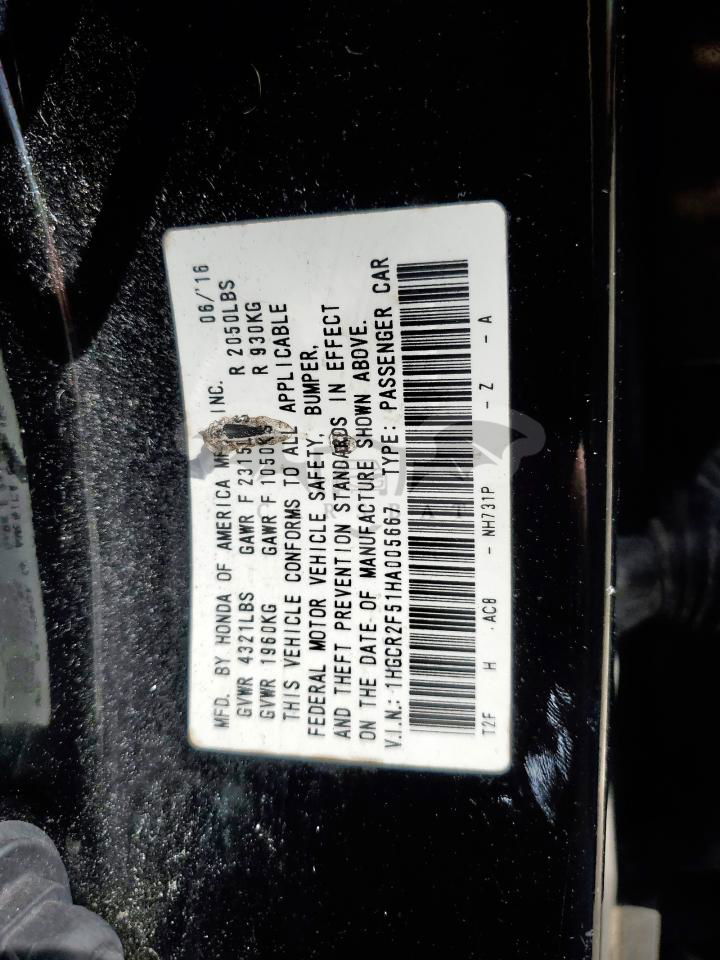 MFD. BY HONDA OF AMERICA INC. 06/'16
GVWR 4321LBS GAWR F 2315 R 2050LBS
GVWR 1960KG GAWR F 1050KG R 930KG
THIS VEHICLE CONFORMS TO ALL APPLICABLE
FEDERAL MOTOR VEHICLE SAFETY, BUMPER,
AND THEFT PREVENTION STANDARDS IN EFFECT
ON THE DATE OF MANUFACTURE SHOWN ABOVE.
V.I.N.: 1HGCR2F51HA005667 TYPE: PASSENGER CAR
T2F H AC8 - NH731P - Z - A